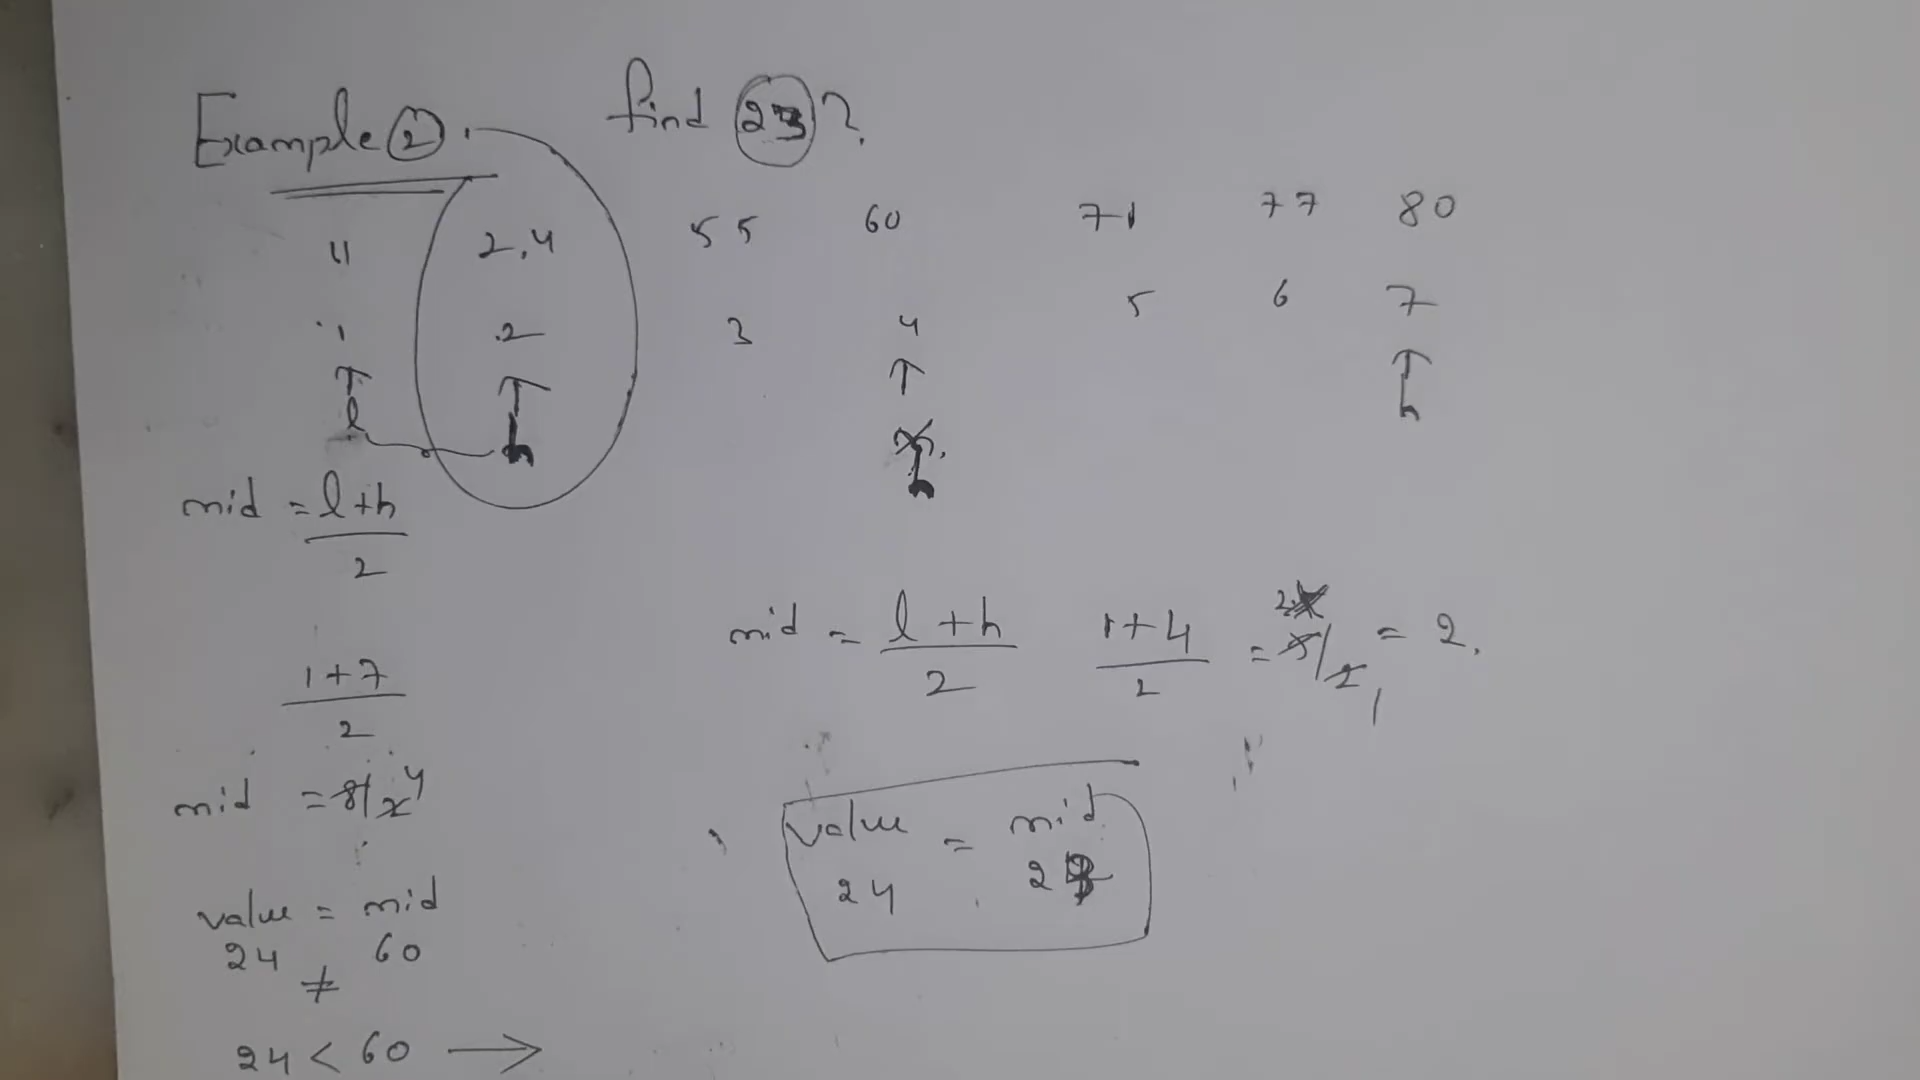 Example 2. find 23?
11 2,4 55 60 71 77 80
1 2 3 4 5 6 7
↑ ↑ ↑ ↑
l h h h
mid = l+h
2
1+7
2
mid = 8/2 4
value = mid
24 ≠ 60
24 < 60 →
mid = l+h 1+4 = 5/2 = 2.
2 2
value = mid
24